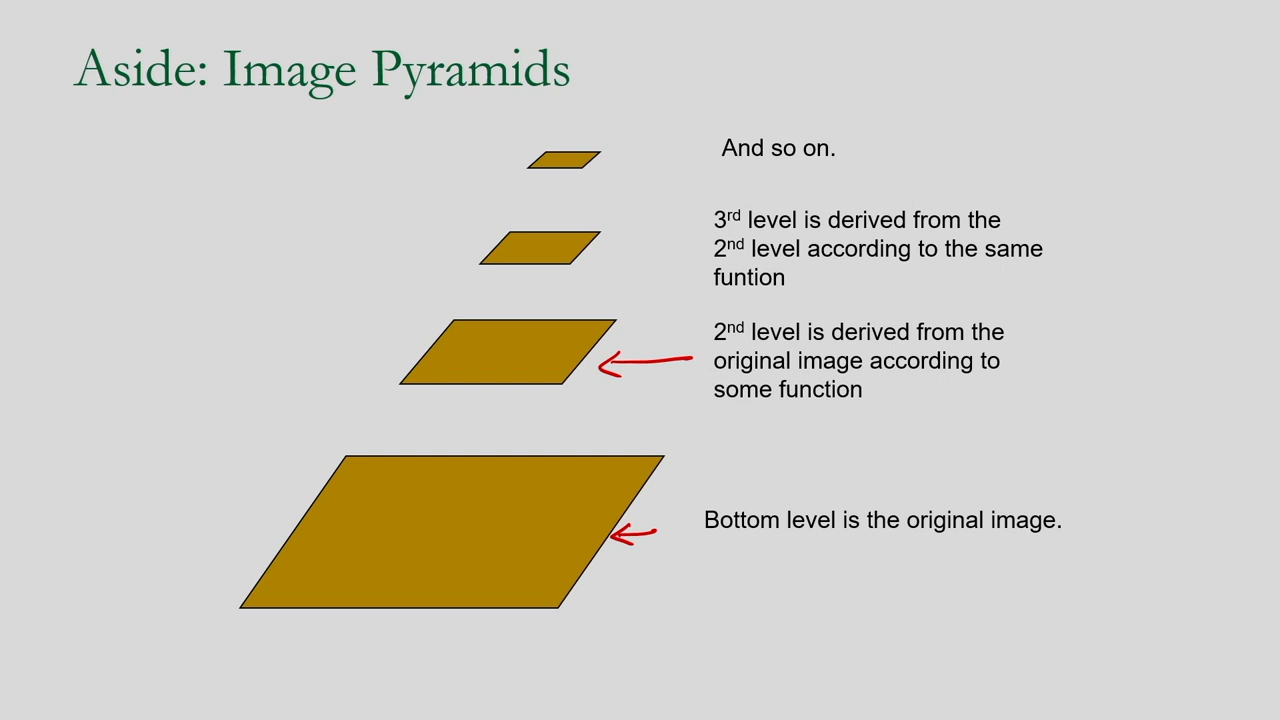 Aside: Image Pyramids
And so on.
3rd level is derived from the
2nd level according to the same
funtion
2nd level is derived from the
original image according to
some function
Bottom level is the original image.